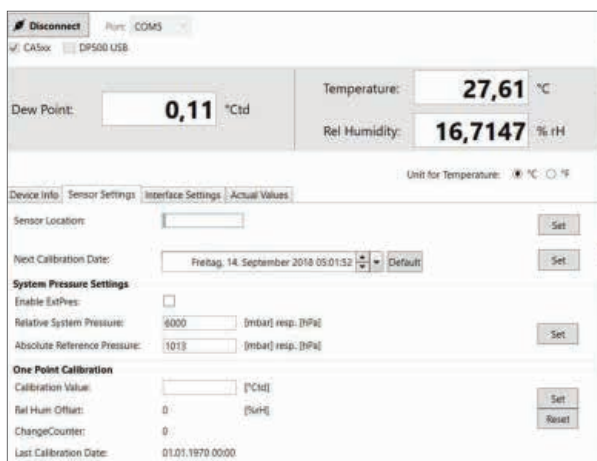 Disconnect Port: COM5
CA5xx DP500 USB
Dew Point: 0,11 °Ctd
Temperature: 27,61 °C
Rel Humidity: 16,7147 % rH
Unit for Temperature: °C °F
Device Info Sensor Settings Interface Settings Actual Values
Sensor Location: Set
Next Calibration Date: Freitag, 14. September 2018 05:01:52 Default Set
System Pressure Settings
Enable ExtPres:
Relative System Pressure: 6000 [mbar] resp. [hPa]
Set
Absolute Reference Pressure: 1013 [mbar] resp. [hPa]
One Point Calibration
Calibration Value: [°Ctd]
Set
Rel Hum Offset: 0 [%rH]
Reset
ChangeCounter: 0
Last Calibration Date: 01.01.1970 00:00